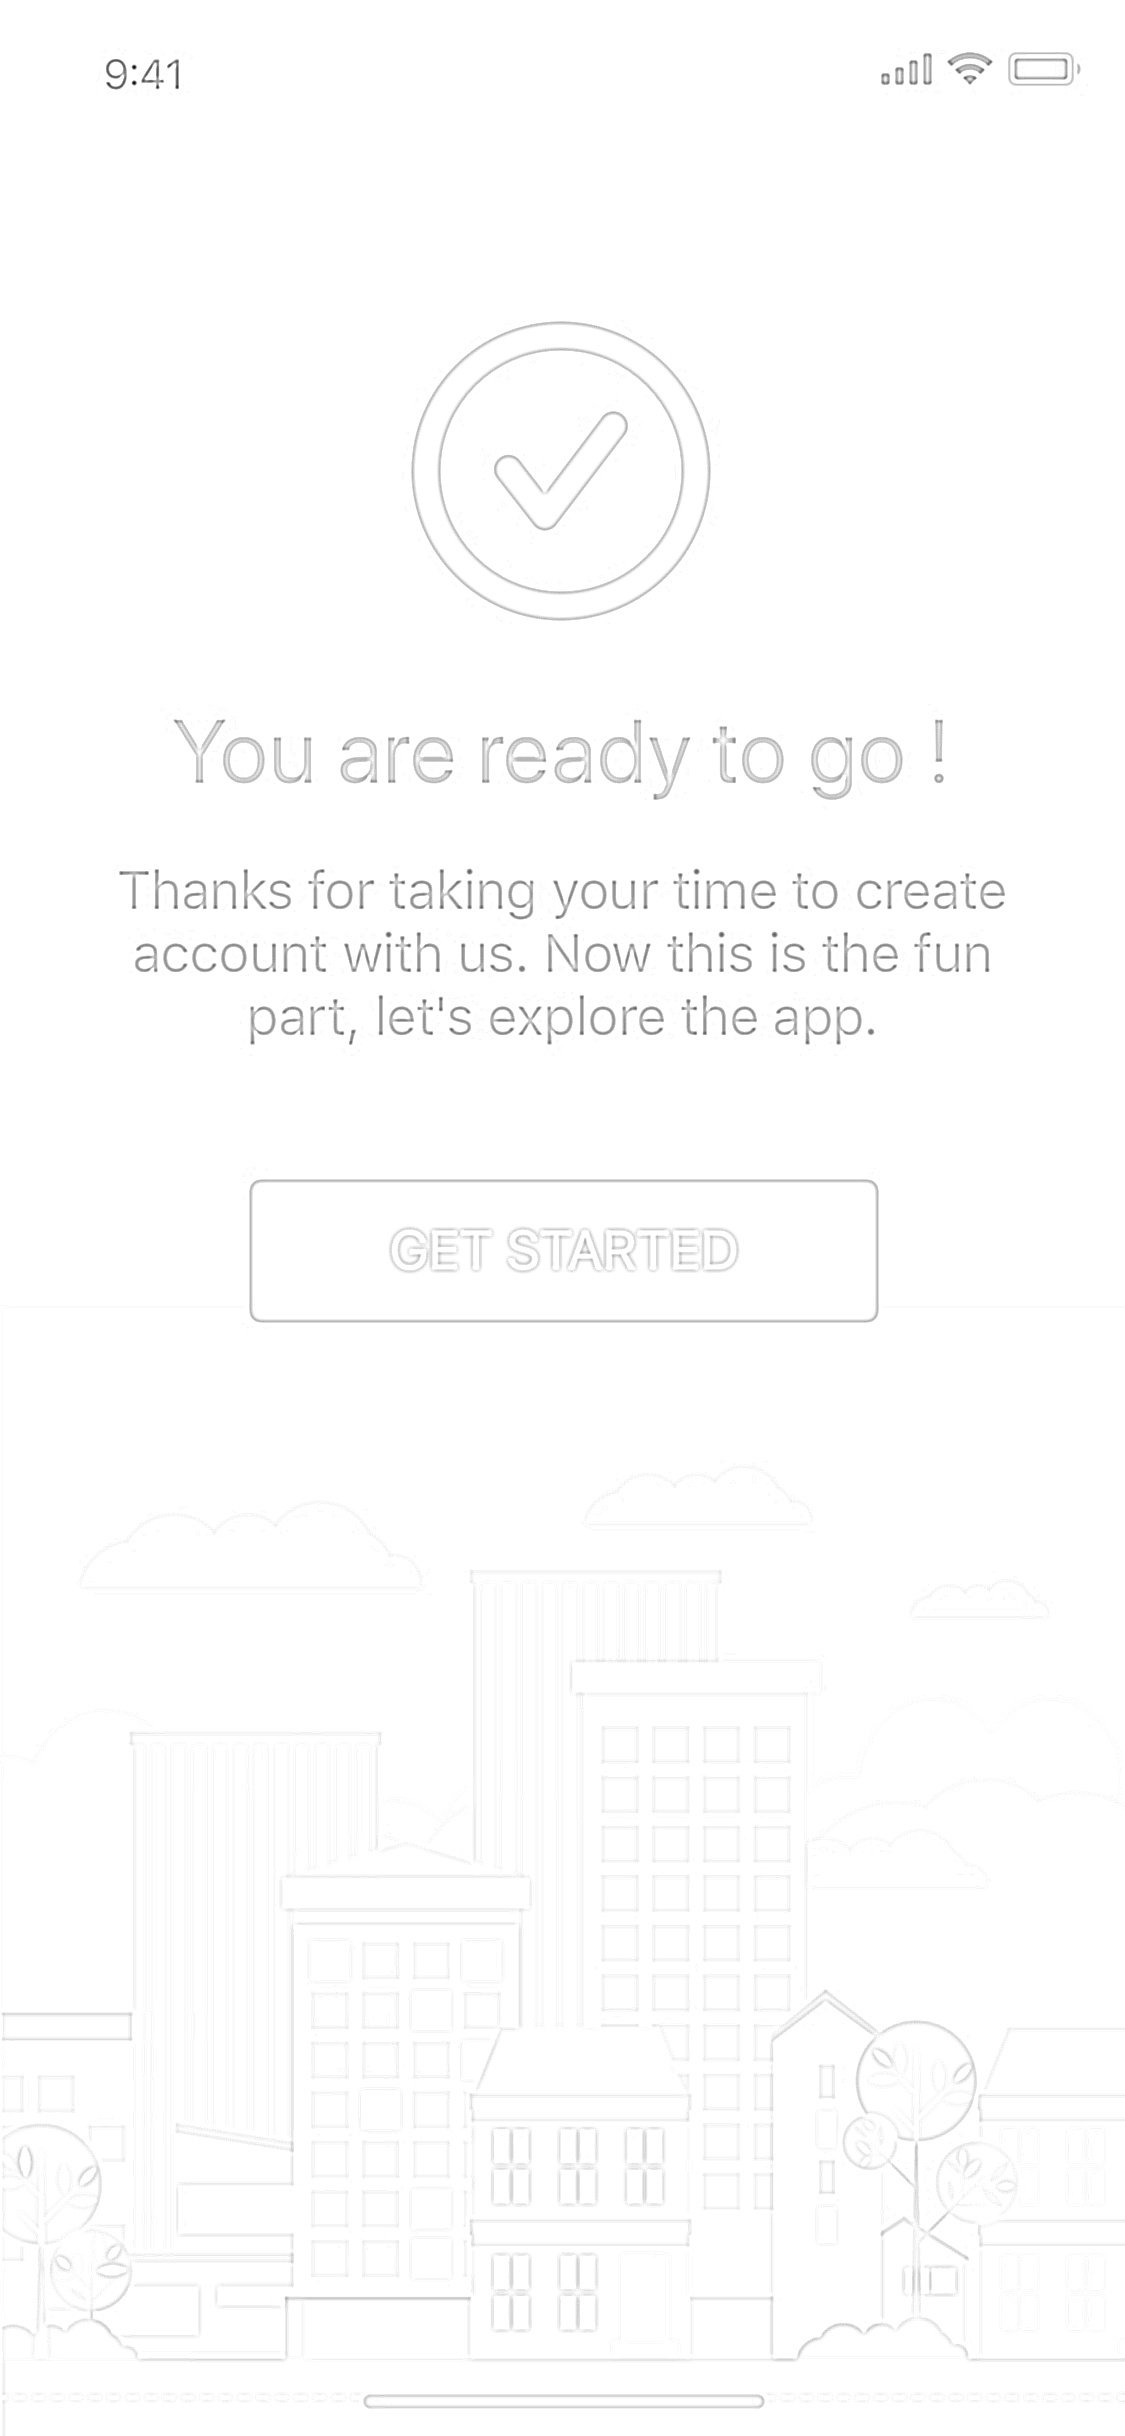 9:41
You are ready to go !
Thanks for taking your time to create
account with us. Now this is the fun
part, let's explore the app.
GET STARTED